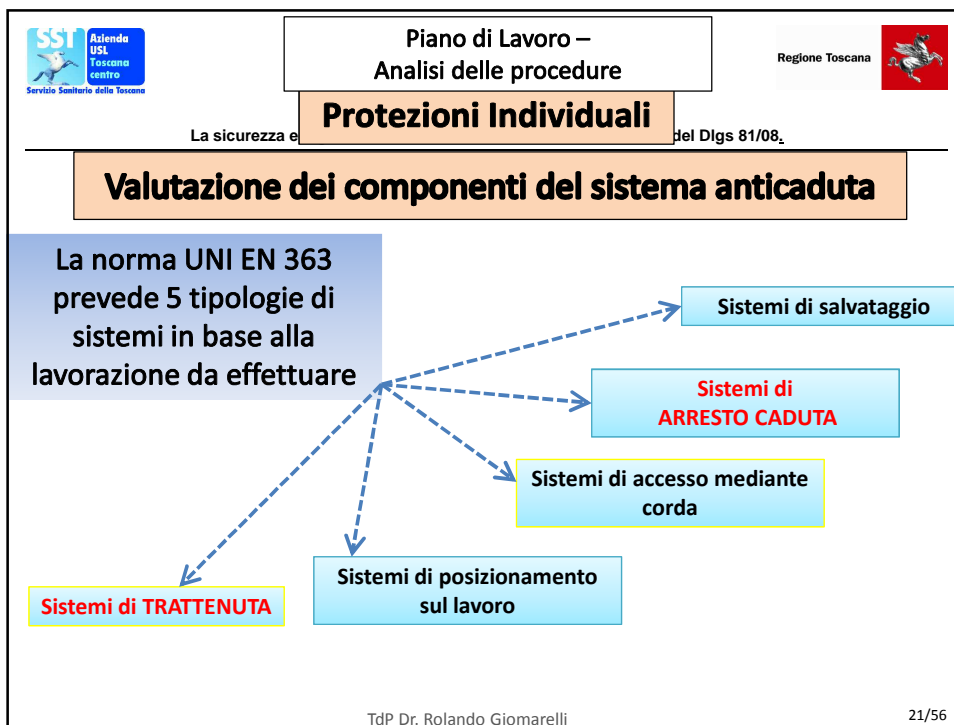 SST
Azienda
USL
Toscana
centro
Servizio Sanitario della Toscana
Piano di Lavoro –
Analisi delle procedure
Regione Toscana
Protezioni Individuali
La sicurezza e
del Dlgs 81/08.
Valutazione dei componenti del sistema anticaduta
La norma UNI EN 363
prevede 5 tipologie di
sistemi in base alla
lavorazione da effettuare
Sistemi di salvataggio
Sistemi di
ARRESTO CADUTA
Sistemi di accesso mediante
corda
Sistemi di posizionamento
sul lavoro
Sistemi di TRATTENUTA
TdP Dr. Rolando Giomarelli
21/56